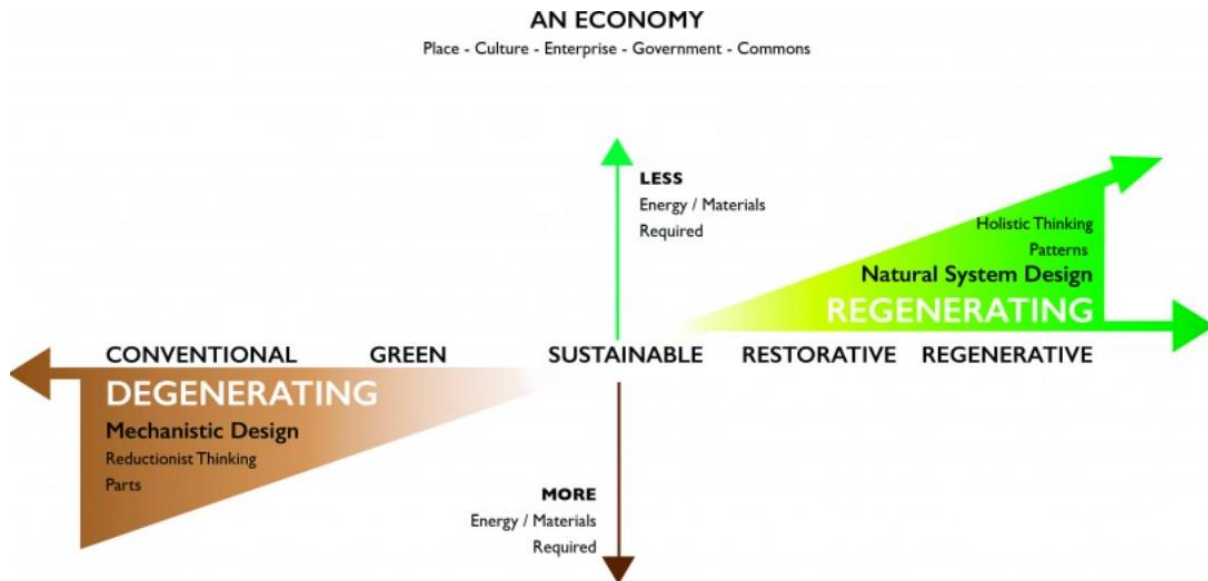 AN ECONOMY
Place - Culture - Enterprise - Government - Commons
LESS
Energy / Materials
Required
Holistic Thinking
Patterns
Natural System Design
REGENERATING
CONVENTIONAL GREEN SUSTAINABLE RESTORATIVE REGENERATIVE
DEGENERATING
Mechanistic Design
Reductionist Thinking
Parts
MORE
Energy / Materials
Required